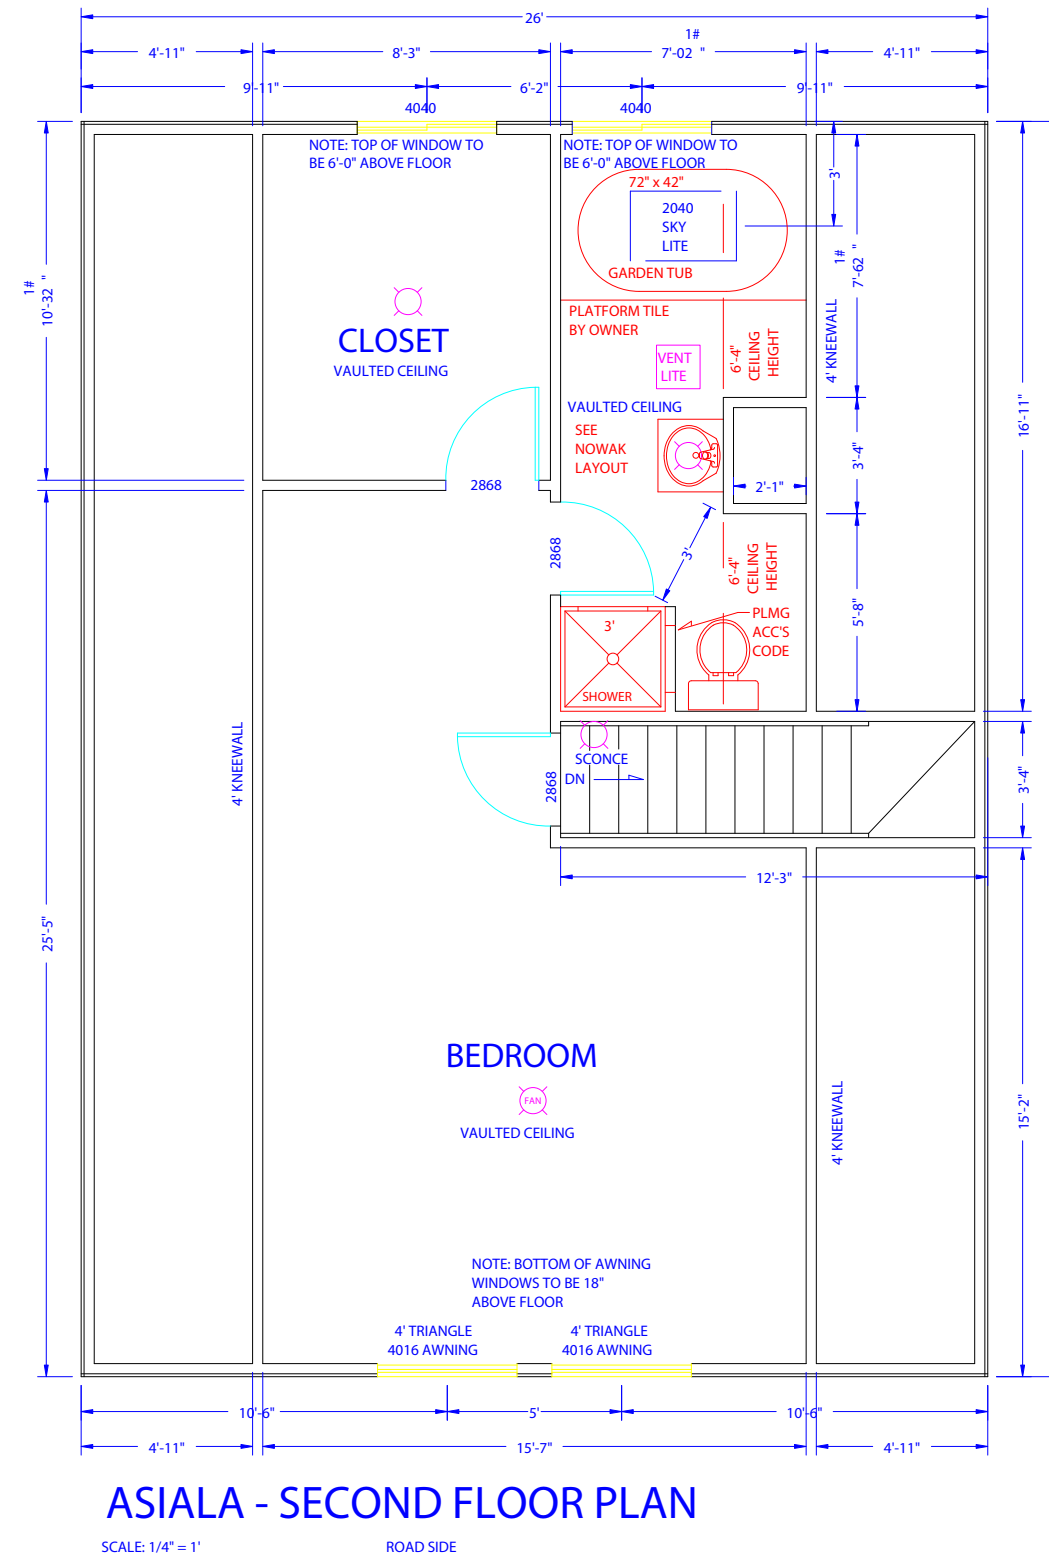 26'
4'-11"
8'-3"
1#
7'-02 "
4'-11"
9'-11"
6'-2"
9'-11"
4040
4040
NOTE: TOP OF WINDOW TO
BE 6'-0" ABOVE FLOOR
NOTE: TOP OF WINDOW TO
BE 6'-0" ABOVE FLOOR
72" x 42"
2040
SKY
LITE
GARDEN TUB
3'
1#
7'-62 "
1#
10'-32 "
CLOSET
VAULTED CEILING
PLATFORM TILE
BY OWNER
6'-4"
CEILING
HEIGHT
4' KNEEWALL
VENT
LITE
VAULTED CEILING
SEE
NOWAK
LAYOUT
16'-11"
3'-4"
2'-1"
2868
2868
3'
6'-4"
CEILING
HEIGHT
5'-8"
3'
SHOWER
PLMG
ACC'S
CODE
4' KNEEWALL
SCONCE
DN
2868
3'-4"
12'-3"
25'-5"
BEDROOM
FAN
VAULTED CEILING
4' KNEEWALL
15'-2"
NOTE: BOTTOM OF AWNING
WINDOWS TO BE 18"
ABOVE FLOOR
4' TRIANGLE
4016 AWNING
4' TRIANGLE
4016 AWNING
10'-6"
5'
10'-6"
4'-11"
15'-7"
4'-11"
ASIALA - SECOND FLOOR PLAN
SCALE: 1/4" = 1'
ROAD SIDE